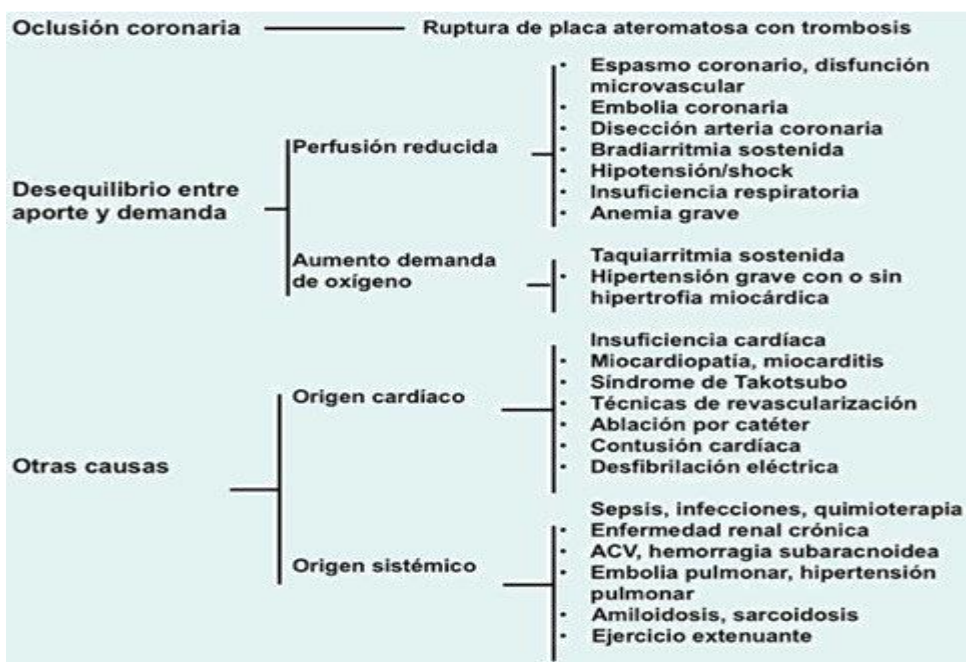 Oclusión coronaria
Ruptura de placa ateromatosa con trombosis
Desequilibrio entre
aporte y demanda
Perfusión reducida
• Espasmo coronario, disfunción
microvascular
• Embolia coronaria
• Disección arteria coronaria
• Bradiarritmia sostenida
• Hipotensión/shock
• Insuficiencia respiratoria
• Anemia grave
Aumento demanda
de oxígeno
Taquiarritmia sostenida
• Hipertensión grave con o sin
hipertrofia miocárdica
Otras causas
Origen cardíaco
Insuficiencia cardíaca
• Miocardiopatía, miocarditis
• Síndrome de Takotsubo
• Técnicas de revascularización
• Ablación por catéter
• Contusión cardíaca
• Desfibrilación eléctrica
Origen sistémico
Sepsis, infecciones, quimioterapia
• Enfermedad renal crónica
• ACV, hemorragia subaracnoidea
• Embolia pulmonar, hipertensión
pulmonar
• Amiloidosis, sarcoidosis
• Ejercicio extenuante